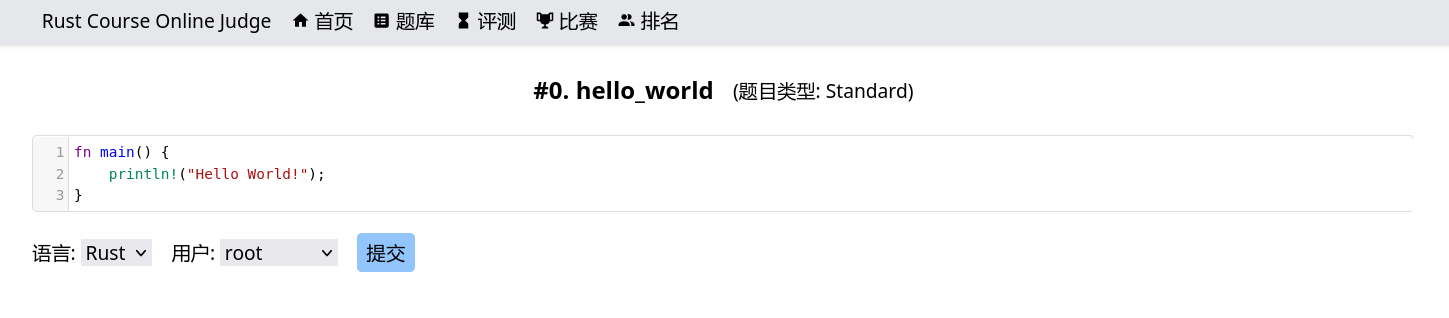 Rust Course Online Judge 首页 题库 评测 比赛 排名
#0. hello_world (题目类型: Standard)
1 fn main() {
2     println!("Hello World!");
3 }
语言: Rust 用户: root 提交